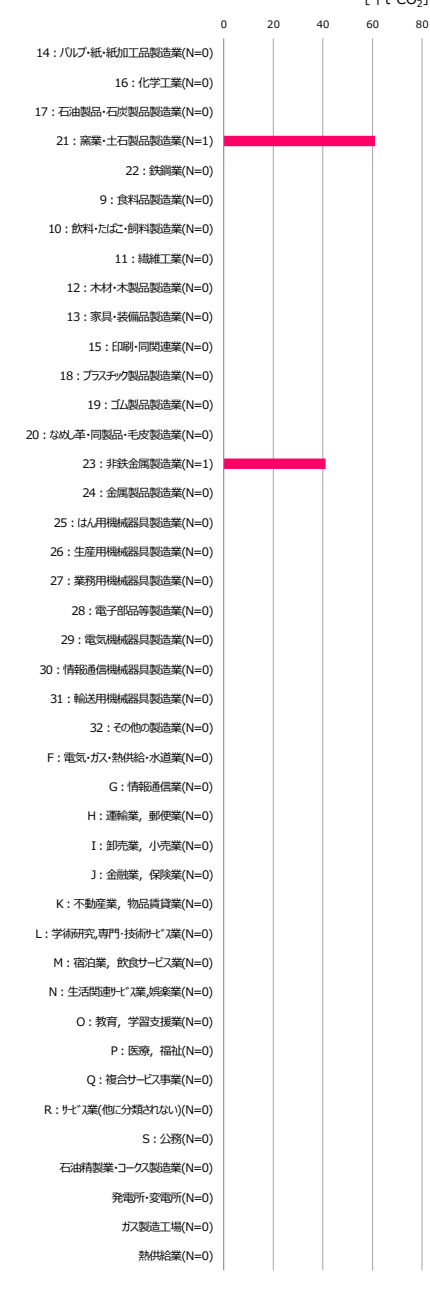 [千t-CO₂]
0 20 40 60 80
14：パルプ・紙・紙加工品製造業(N=0)
16：化学工業(N=0)
17：石油製品・石炭製品製造業(N=0)
21：窯業・土石製品製造業(N=1)
22：鉄鋼業(N=0)
9：食料品製造業(N=0)
10：飲料・たばこ・飼料製造業(N=0)
11：繊維工業(N=0)
12：木材・木製品製造業(N=0)
13：家具・装備品製造業(N=0)
15：印刷・同関連業(N=0)
18：プラスチック製品製造業(N=0)
19：ゴム製品製造業(N=0)
20：なめし革・同製品・毛皮製造業(N=0)
23：非鉄金属製造業(N=1)
24：金属製品製造業(N=0)
25：はん用機械器具製造業(N=0)
26：生産用機械器具製造業(N=0)
27：業務用機械器具製造業(N=0)
28：電子部品等製造業(N=0)
29：電気機械器具製造業(N=0)
30：情報通信機械器具製造業(N=0)
31：輸送用機械器具製造業(N=0)
32：その他の製造業(N=0)
F：電気・ガス・熱供給・水道業(N=0)
G：情報通信業(N=0)
H：運輸業，郵便業(N=0)
I：卸売業，小売業(N=0)
J：金融業，保険業(N=0)
K：不動産業，物品賃貸業(N=0)
L：学術研究,専門・技術ｻｰﾋﾞｽ業(N=0)
M：宿泊業，飲食サービス業(N=0)
N：生活関連ｻｰﾋﾞｽ業,娯楽業(N=0)
O：教育，学習支援業(N=0)
P：医療，福祉(N=0)
Q：複合サービス事業(N=0)
R：ｻｰﾋﾞｽ業(他に分類されない)(N=0)
S：公務(N=0)
石油精製業・コークス製造業(N=0)
発電所・変電所(N=0)
ガス製造工場(N=0)
熱供給業(N=0)